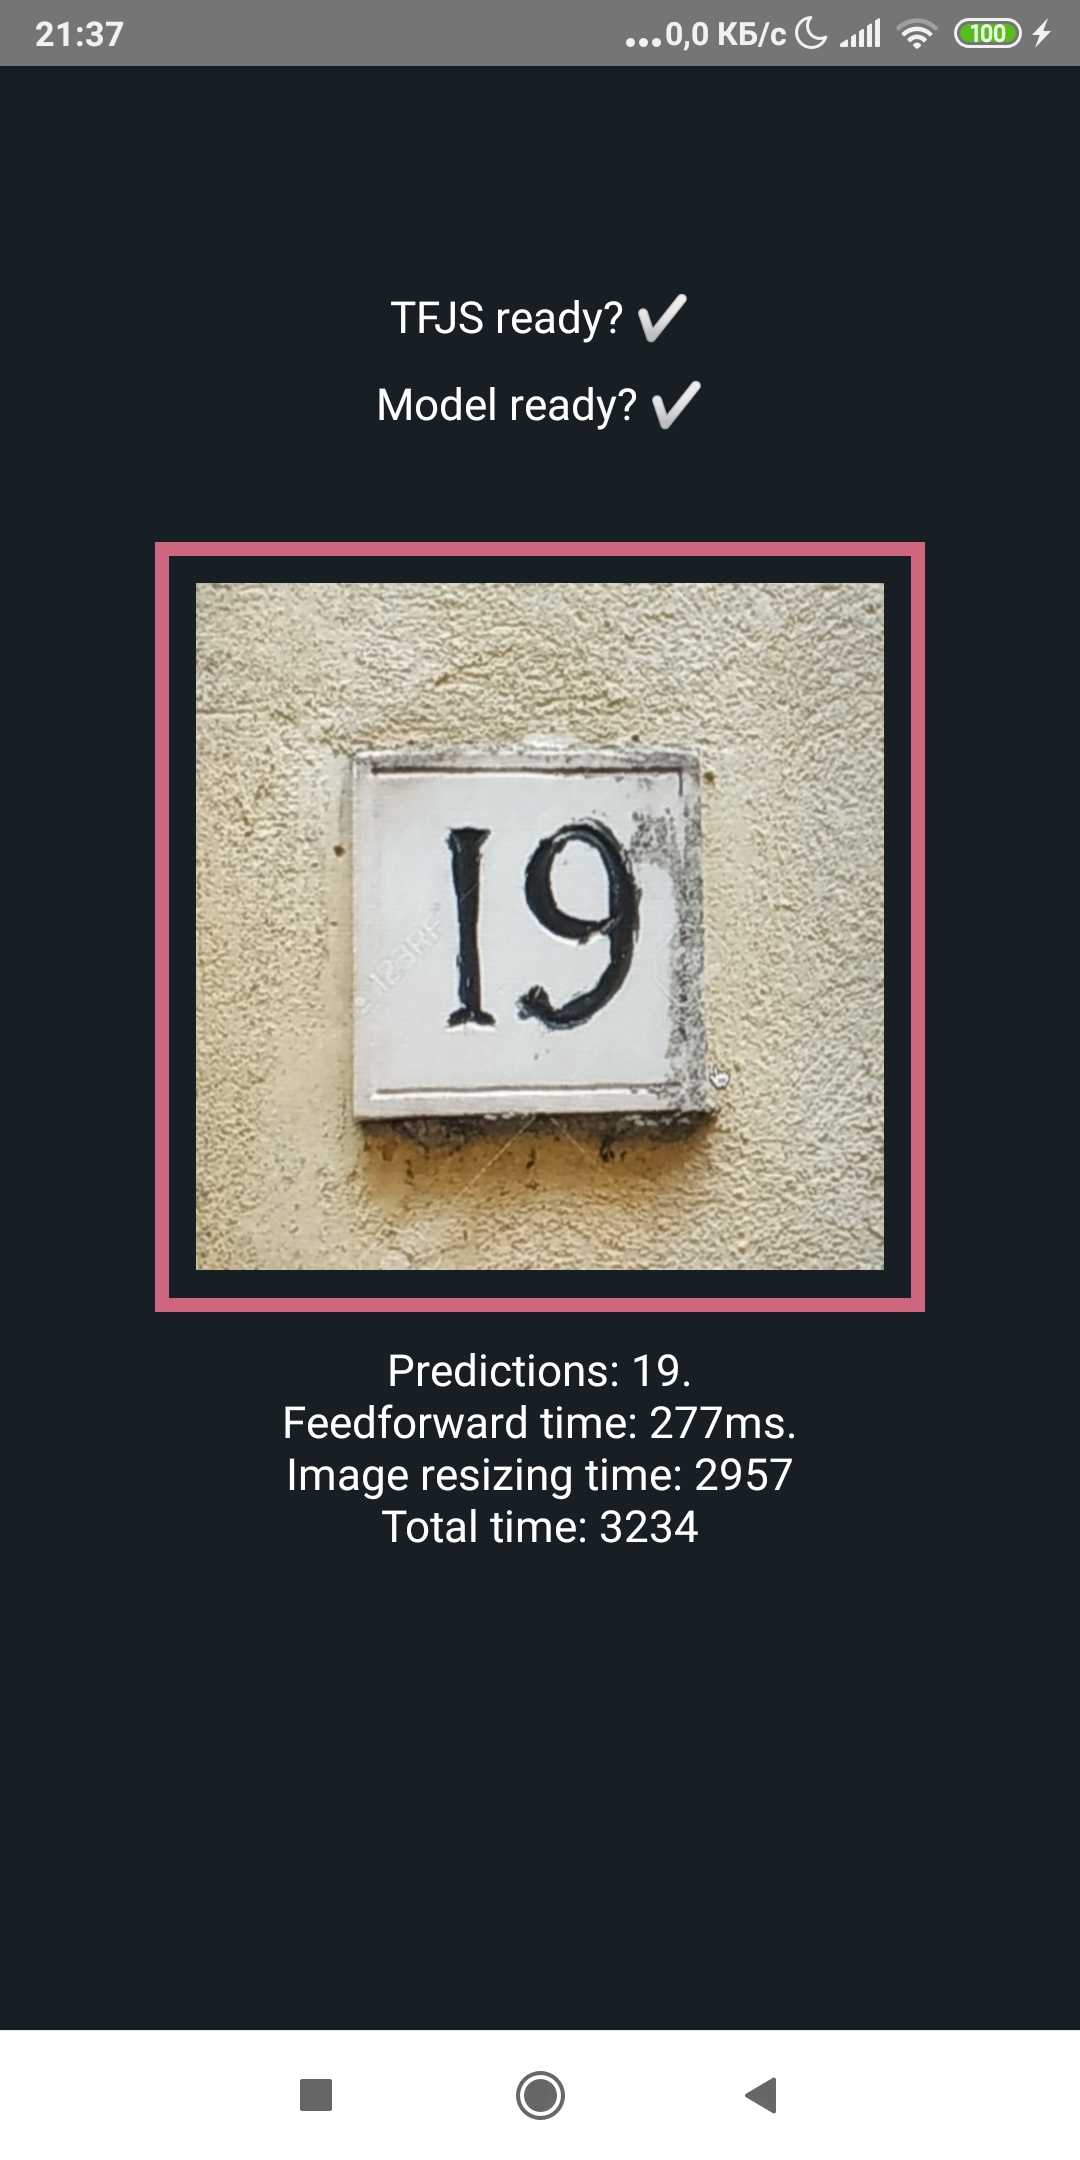 21:37
...0,0 КБ/с
100
TFJS ready? ✔
Model ready? ✔
19
123RF
Predictions: 19.
Feedforward time: 277ms.
Image resizing time: 2957
Total time: 3234